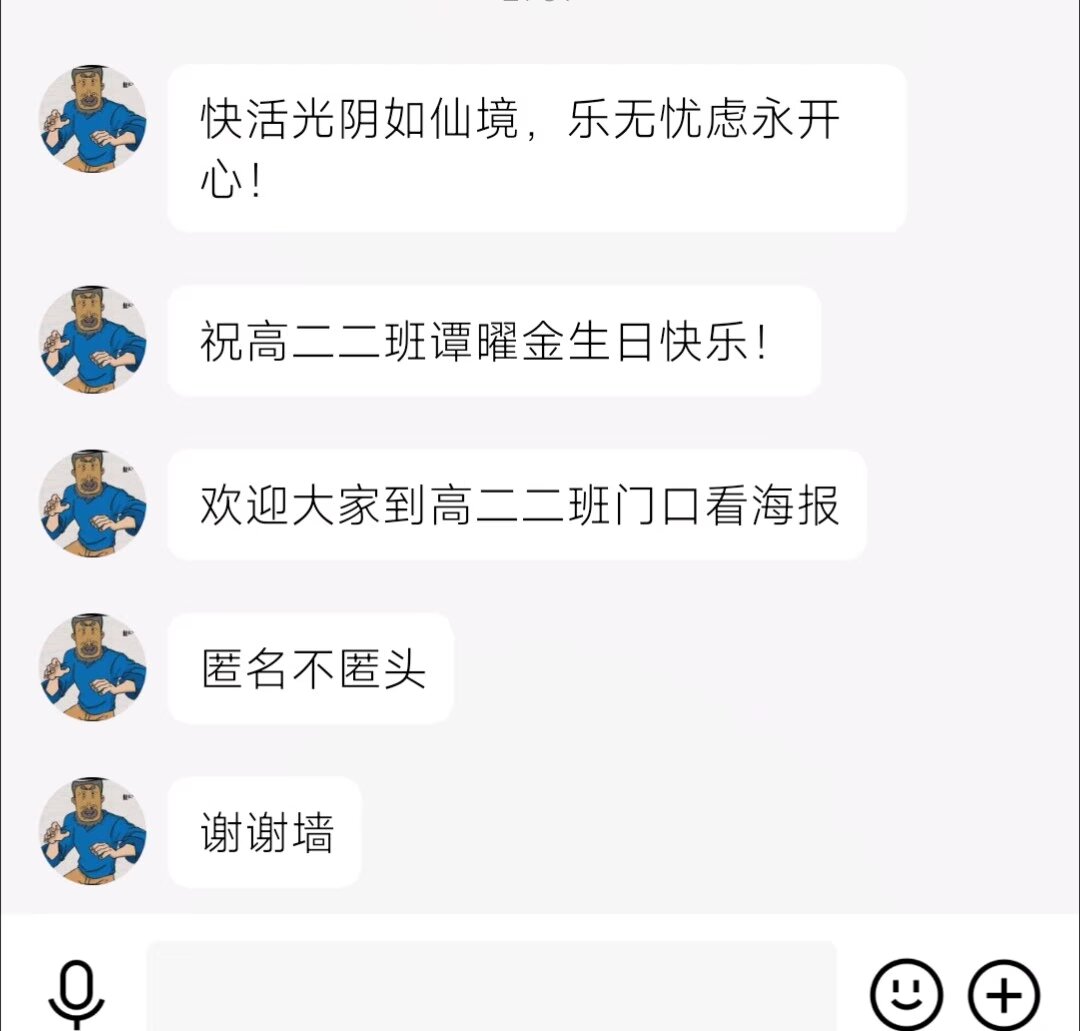 快活光阴如仙境，乐无忧虑永开
心！
祝高二二班谭曜金生日快乐！
欢迎大家到高二二班门口看海报
匿名不匿头
谢谢墙